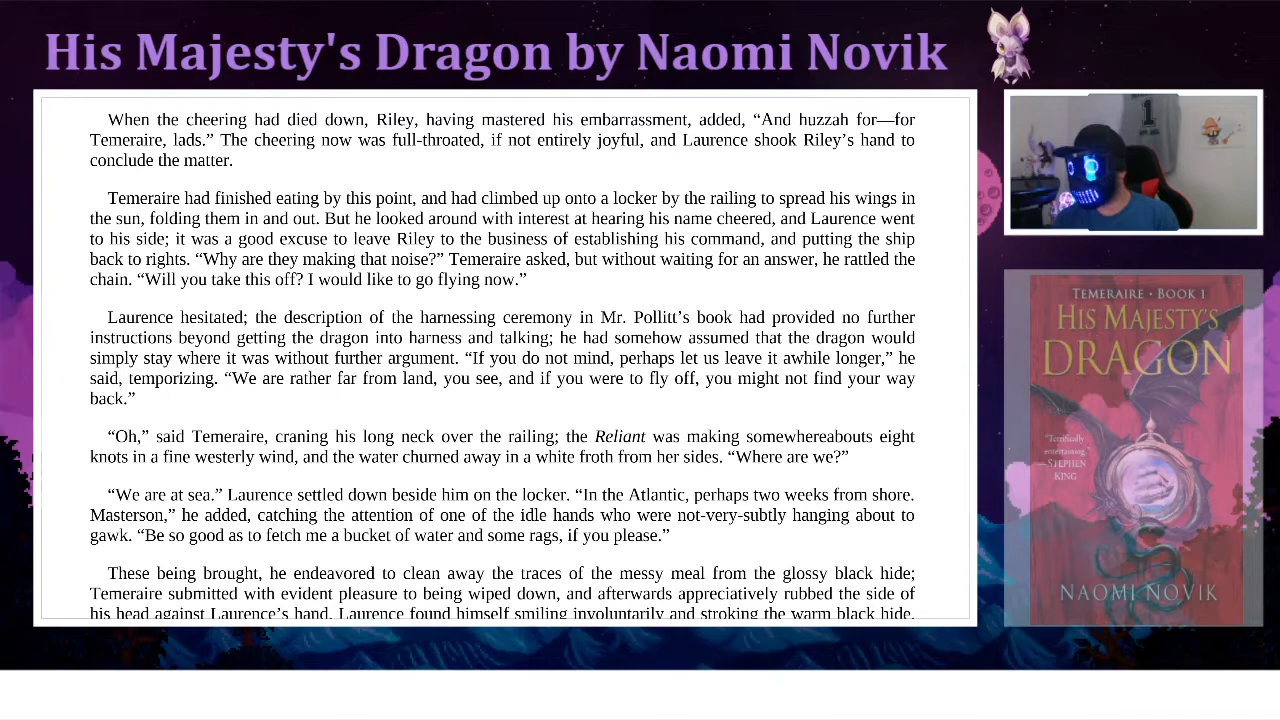 His Majesty's Dragon by Naomi Novik
When the cheering had died down, Riley, having mastered his embarrassment, added, “And huzzah for—for
Temeraire, lads.” The cheering now was full-throated, if not entirely joyful, and Laurence shook Riley’s hand to
conclude the matter.
Temeraire had finished eating by this point, and had climbed up onto a locker by the railing to spread his wings in
the sun, folding them in and out. But he looked around with interest at hearing his name cheered, and Laurence went
to his side; it was a good excuse to leave Riley to the business of establishing his command, and putting the ship
back to rights. “Why are they making that noise?” Temeraire asked, but without waiting for an answer, he rattled the
chain. “Will you take this off? I would like to go flying now.”
Laurence hesitated; the description of the harnessing ceremony in Mr. Pollitt’s book had provided no further
instructions beyond getting the dragon into harness and talking; he had somehow assumed that the dragon would
simply stay where it was without further argument. “If you do not mind, perhaps let us leave it awhile longer,” he
said, temporizing. “We are rather far from land, you see, and if you were to fly off, you might not find your way
back.”
“Oh,” said Temeraire, craning his long neck over the railing; the Reliant was making somewhereabouts eight
knots in a fine westerly wind, and the water churned away in a white froth from her sides. “Where are we?”
“We are at sea.” Laurence settled down beside him on the locker. “In the Atlantic, perhaps two weeks from shore.
Masterson,” he added, catching the attention of one of the idle hands who were not-very-subtly hanging about to
gawk. “Be so good as to fetch me a bucket of water and some rags, if you please.”
These being brought, he endeavored to clean away the traces of the messy meal from the glossy black hide;
Temeraire submitted with evident pleasure to being wiped down, and afterwards appreciatively rubbed the side of
his head against Laurence’s hand. Laurence found himself smiling involuntarily and stroking the warm black hide,
1
TEMERAIRE • BOOK 1
HIS MAJESTY'S
DRAGON
"Terrifically
entertaining."
—STEPHEN
KING
NAOMI NOVIK